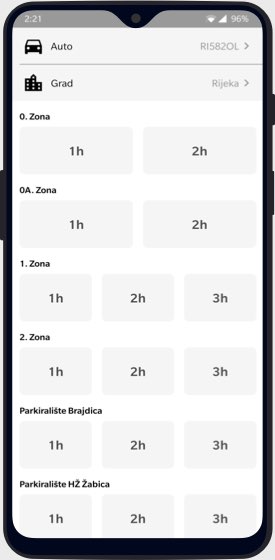 2:21 96%
Auto RI582OL
Grad Rijeka
0. Zona
1h 2h
0A. Zona
1h 2h
1. Zona
1h 2h 3h
2. Zona
1h 2h 3h
Parkiralište Brajdica
1h 2h 3h
Parkiralište HŽ Žabica
1h 2h 3h